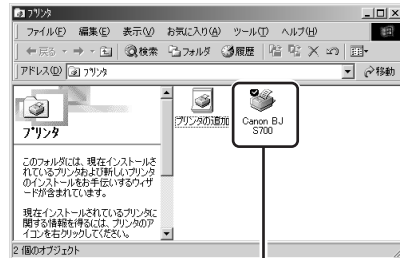 プリンタ
ファイル(F) 編集(E) 表示(V) お気に入り(A) ツール(T) ヘルプ(H)
戻る 検索 フォルダ 履歴
アドレス(D) プリンタ 移動
プリンタ
プリンタの追加
Canon BJ
S700
このフォルダには、現在インストールさ
れているプリンタおよび新しいプリンタ
のインストールをお手伝いするウィザ
ードが含まれています。
現在インストールされているプリンタに
関する情報を得るには、プリンタのア
イコンを右クリックしてください。
2 個のオブジェクト